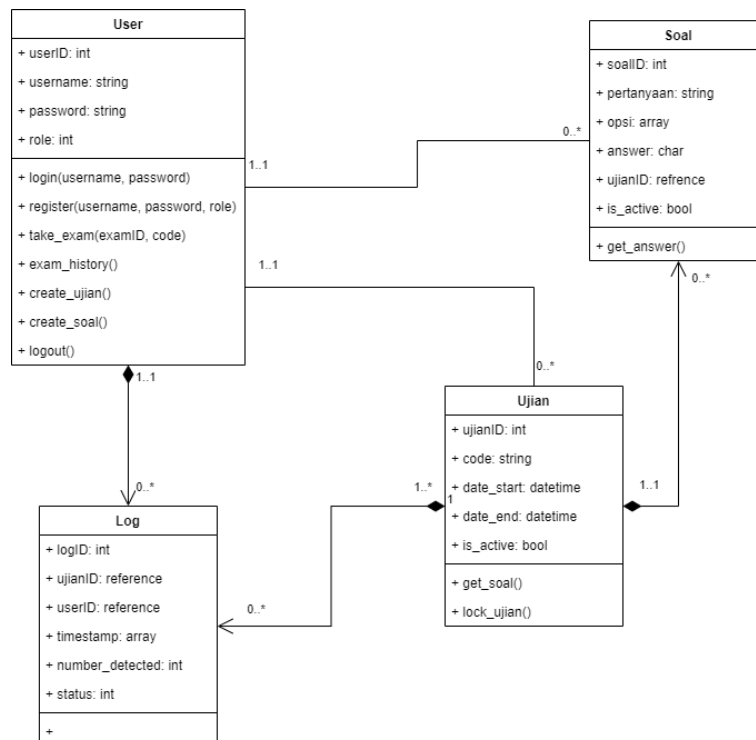 User
+ userID: int
+ username: string
+ password: string
+ role: int
+ login(username, password)
+ register(username, password, role)
+ take_exam(examID, code)
+ exam_history()
+ create_ujian()
+ create_soal()
+ logout()
Soal
+ soalID: int
+ pertanyaan: string
+ opsi: array
+ answer: char
+ ujianID: refrence
+ is_active: bool
+ get_answer()
1..1
0..*
1..1
0..*
1..1
0..*
0..*
1..1
1..*
1
0..*
Ujian
+ ujianID: int
+ code: string
+ date_start: datetime
+ date_end: datetime
+ is_active: bool
+ get_soal()
+ lock_ujian()
Log
+ logID: int
+ ujianID: reference
+ userID: reference
+ timestamp: array
+ number_detected: int
+ status: int
+